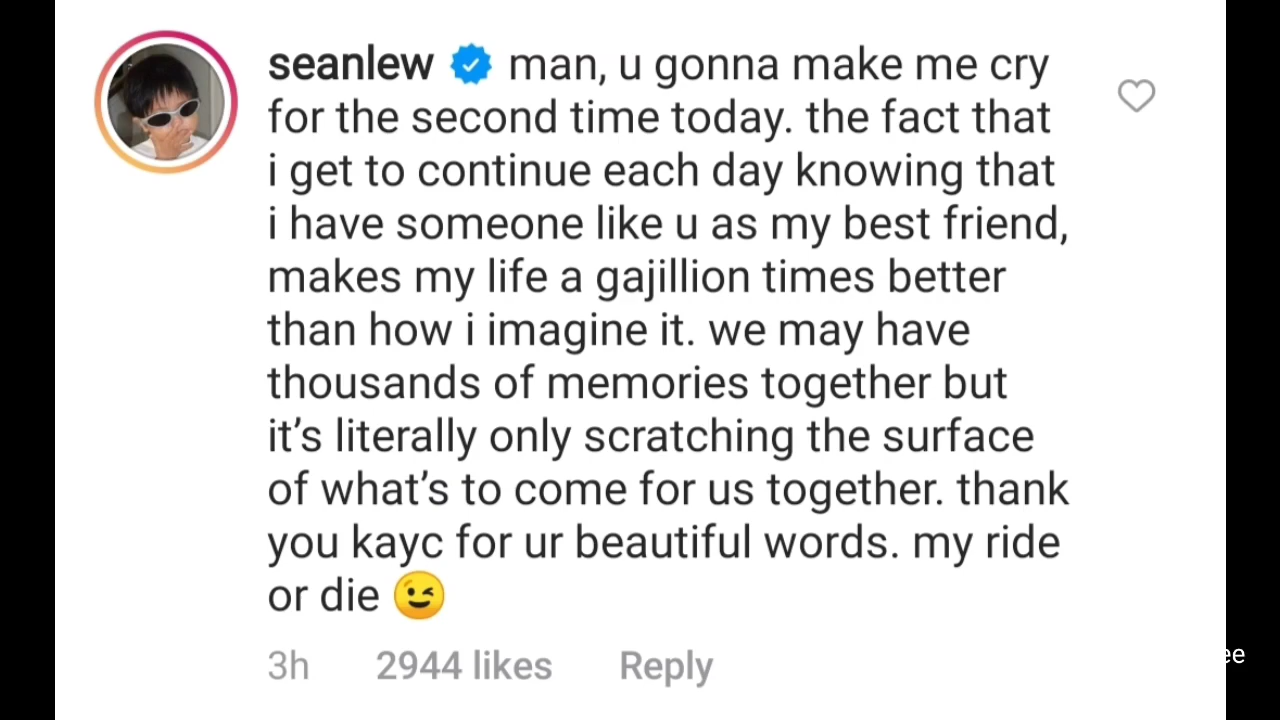 seanlew man, u gonna make me cry
for the second time today. the fact that
i get to continue each day knowing that
i have someone like u as my best friend,
makes my life a gajillion times better
than how i imagine it. we may have
thousands of memories together but
it’s literally only scratching the surface
of what’s to come for us together. thank
you kayc for ur beautiful words. my ride
or die 😉
3h 2944 likes Reply